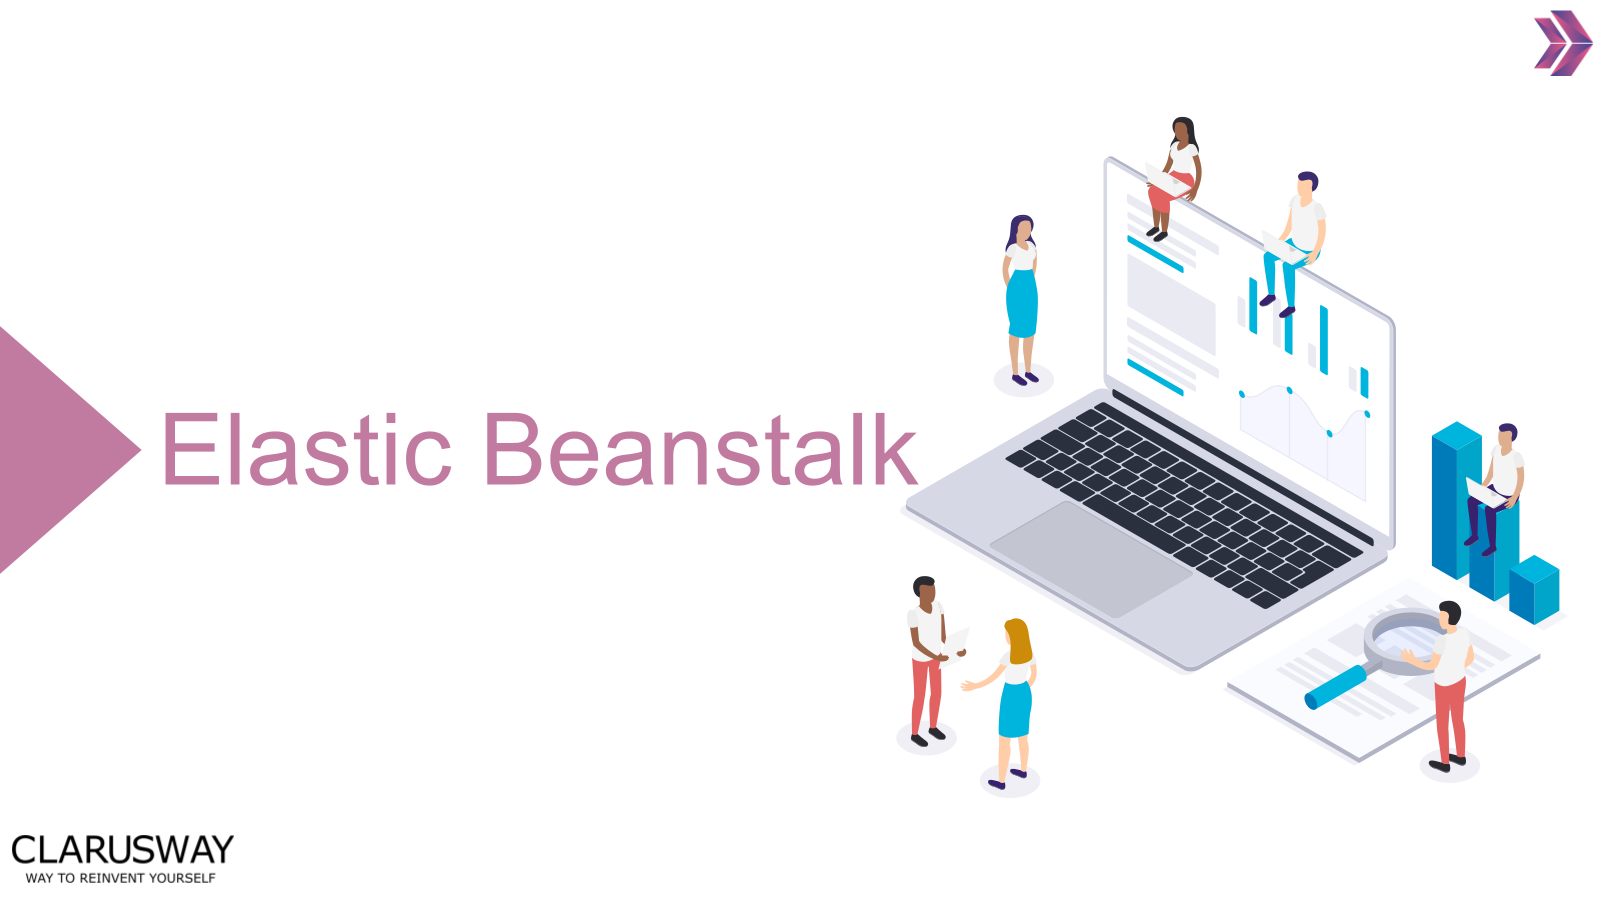 Elastic Beanstalk
CLARUSWAY
WAY TO REINVENT YOURSELF